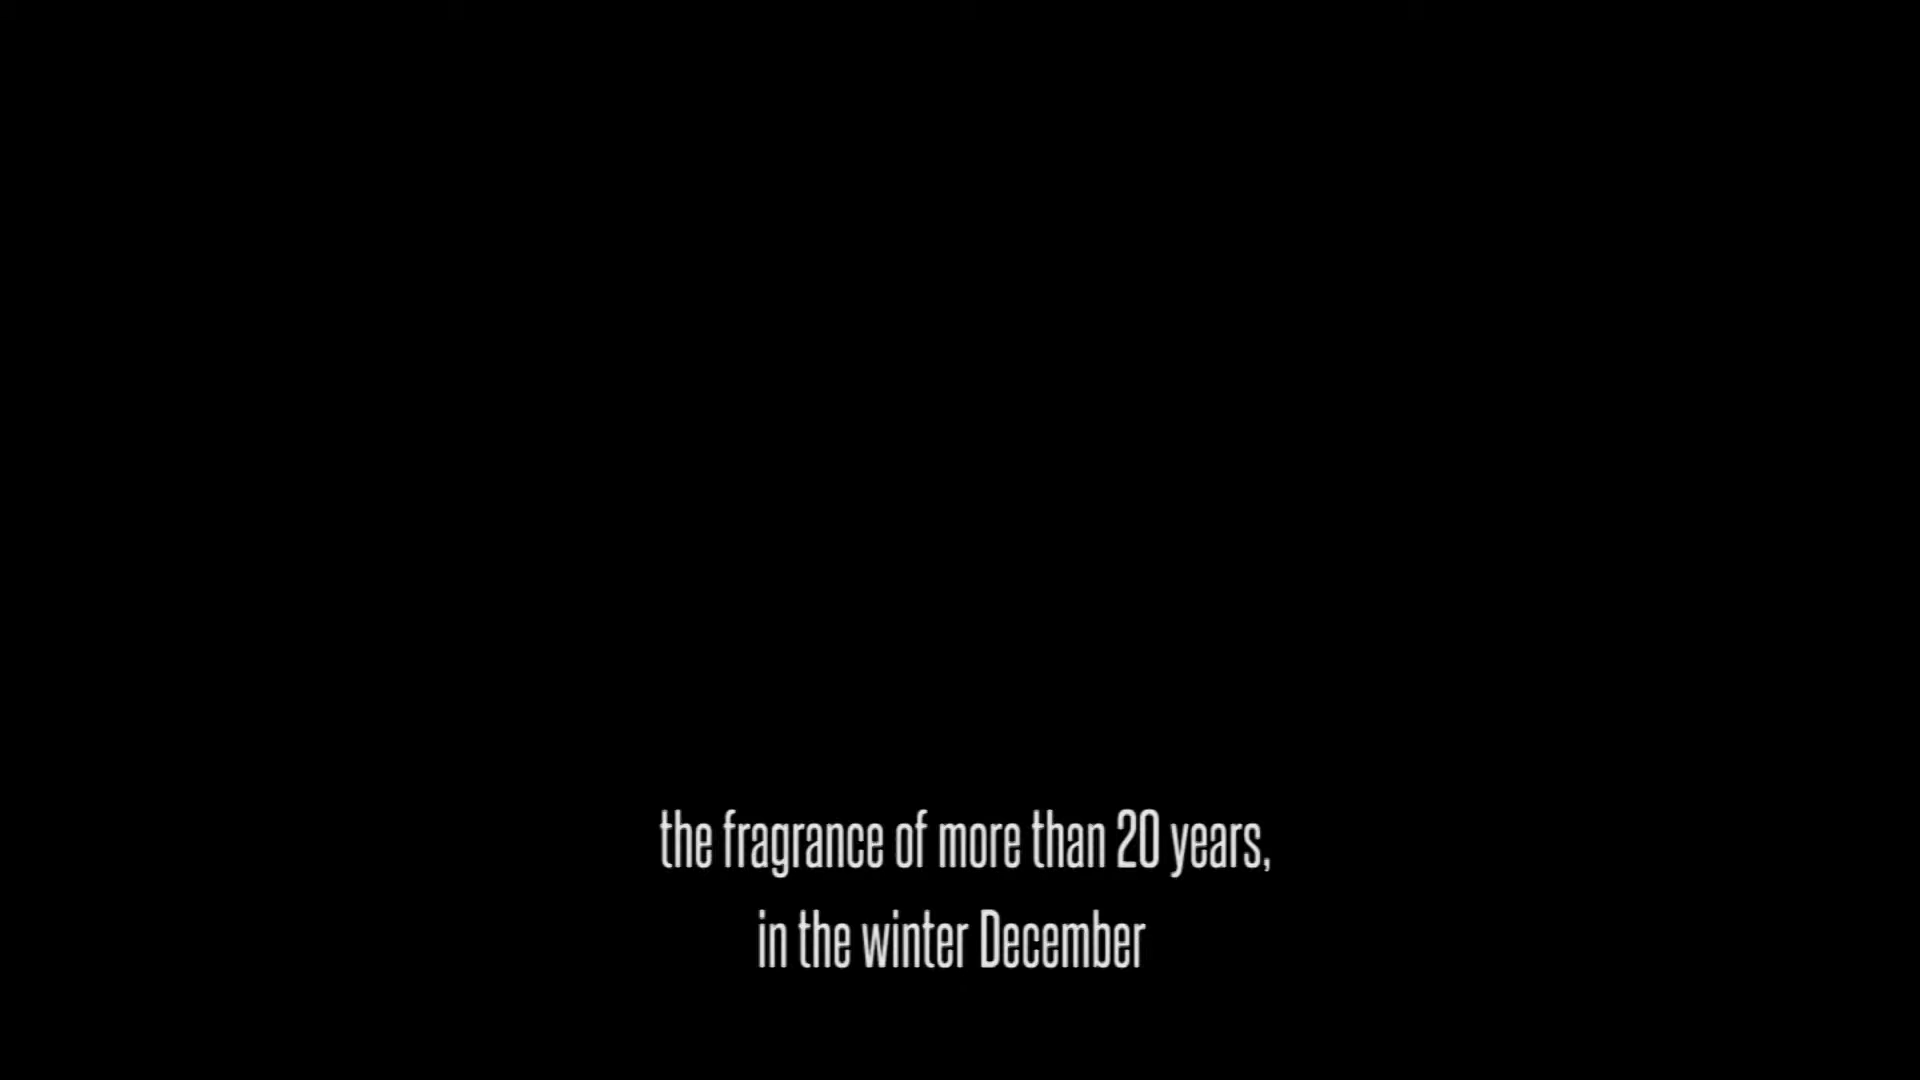 the fragrance of more than 20 years,
in the winter December